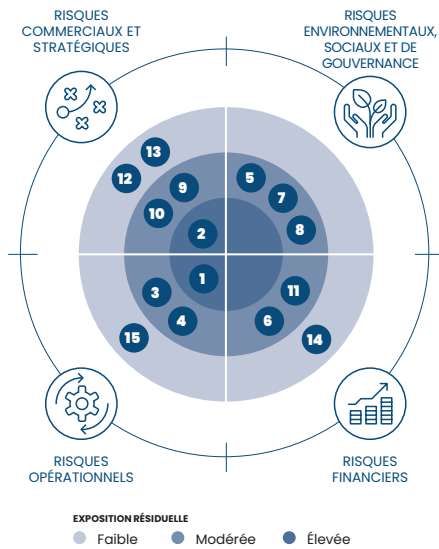 RISQUES
COMMERCIAUX ET
STRATÉGIQUES
RISQUES
ENVIRONNEMENTAUX,
SOCIAUX ET DE
GOUVERNANCE
13
12
9
10
2
5
7
8
1
3
4
15
11
6
14
RISQUES
OPÉRATIONNELS
RISQUES
FINANCIERS
EXPOSITION RÉSIDUELLE
Faible
Modérée
Élevée